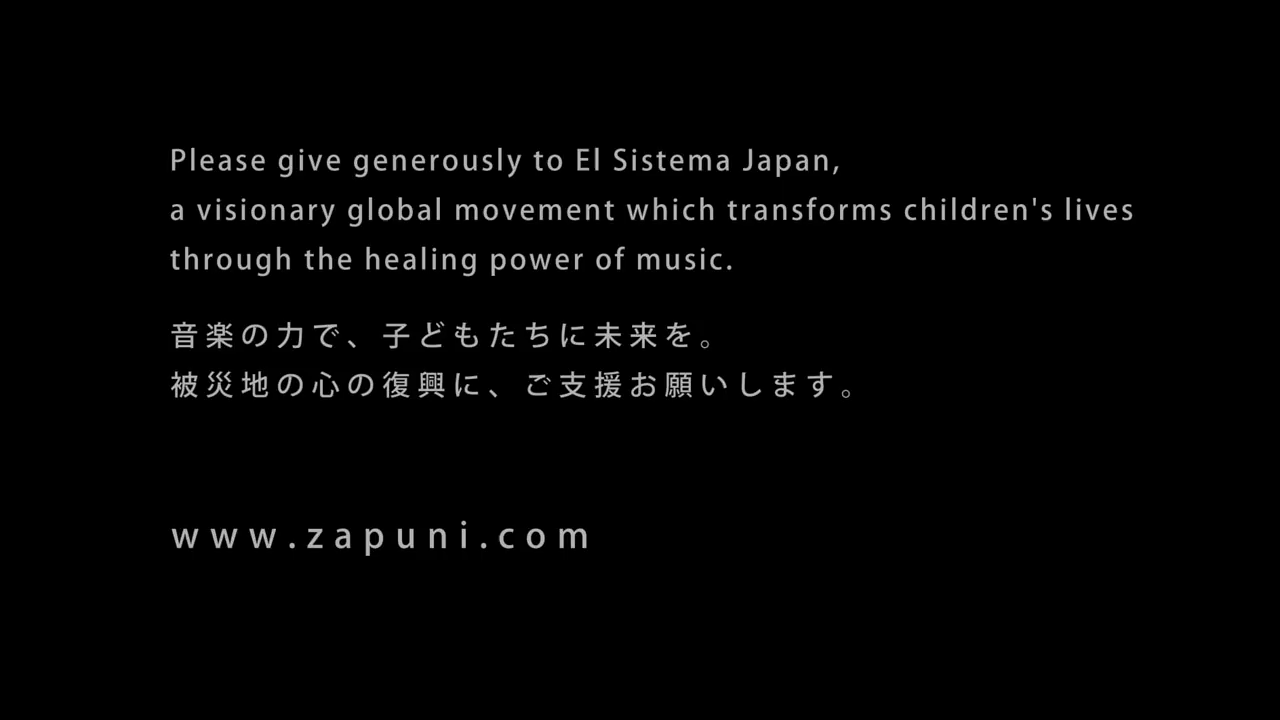 Please give generously to El Sistema Japan,
a visionary global movement which transforms children's lives
through the healing power of music.
音楽の力で、子どもたちに未来を。
被災地の心の復興に、ご支援お願いします。
www.zapuni.com